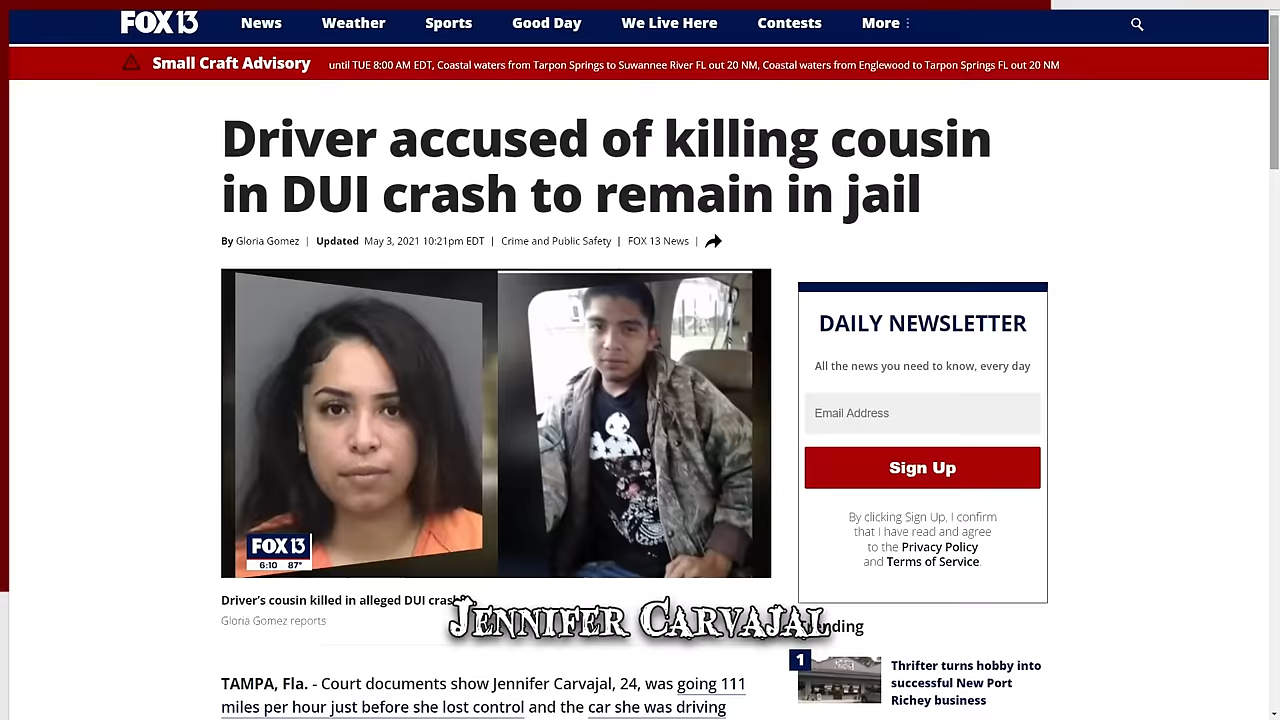 FOX 13 News Weather Sports Good Day We Live Here Contests More
Small Craft Advisory until TUE 8:00 AM EDT, Coastal waters from Tarpon Springs to Suwannee River FL out 20 NM, Coastal waters from Englewood to Tarpon Springs FL out 20 NM
Driver accused of killing cousin
in DUI crash to remain in jail
By Gloria Gomez | Updated May 3, 2021 10:21pm EDT | Crime and Public Safety | FOX 13 News |
FOX 13
6:10 87°
Driver's cousin killed in alleged DUI crash
Gloria Gomez reports
JENNIFER CARVAJAL
TAMPA, Fla. - Court documents show Jennifer Carvajal, 24, was going 111
miles per hour just before she lost control and the car she was driving
DAILY NEWSLETTER
All the news you need to know, every day
Email Address
Sign Up
By clicking Sign Up, I confirm
that I have read and agree
to the Privacy Policy
and Terms of Service.
Trending
1
Thrifter turns hobby into
successful New Port
Richey business